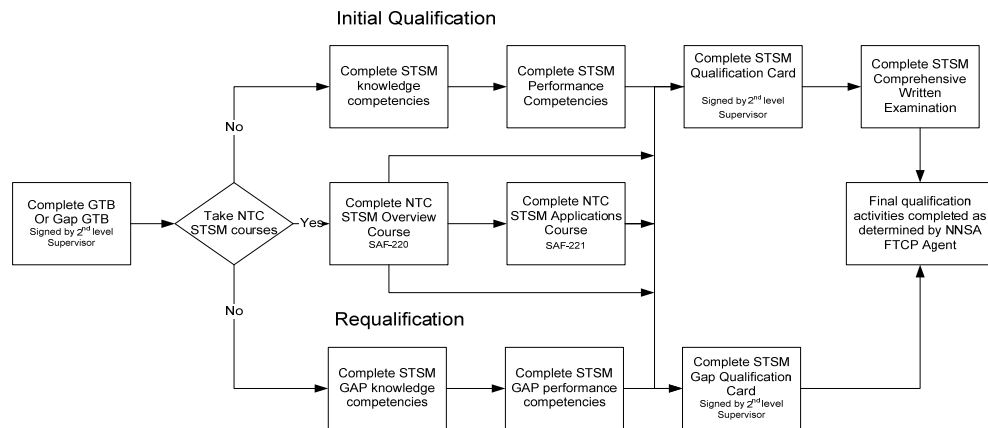 Initial Qualification
Complete STSM
knowledge
competencies
Complete STSM
Performance
Competencies
Complete STSM
Qualification Card
Signed by 2nd level
Supervisor
Complete STSM
Comprehensive
Written
Examination
No
Complete GTB
Or Gap GTB
Signed by 2nd level
Supervisor
Take NTC
STSM courses
Yes
Complete NTC
STSM Overview
Course
SAF-220
Complete NTC
STSM Applications
Course
SAF-221
Final qualification
activities completed as
determined by NNSA
FTCP Agent
No
Requalification
Complete STSM
GAP knowledge
competencies
Complete STSM
GAP performance
competencies
Complete STSM
Gap Qualification
Card
Signed by 2nd level
Supervisor